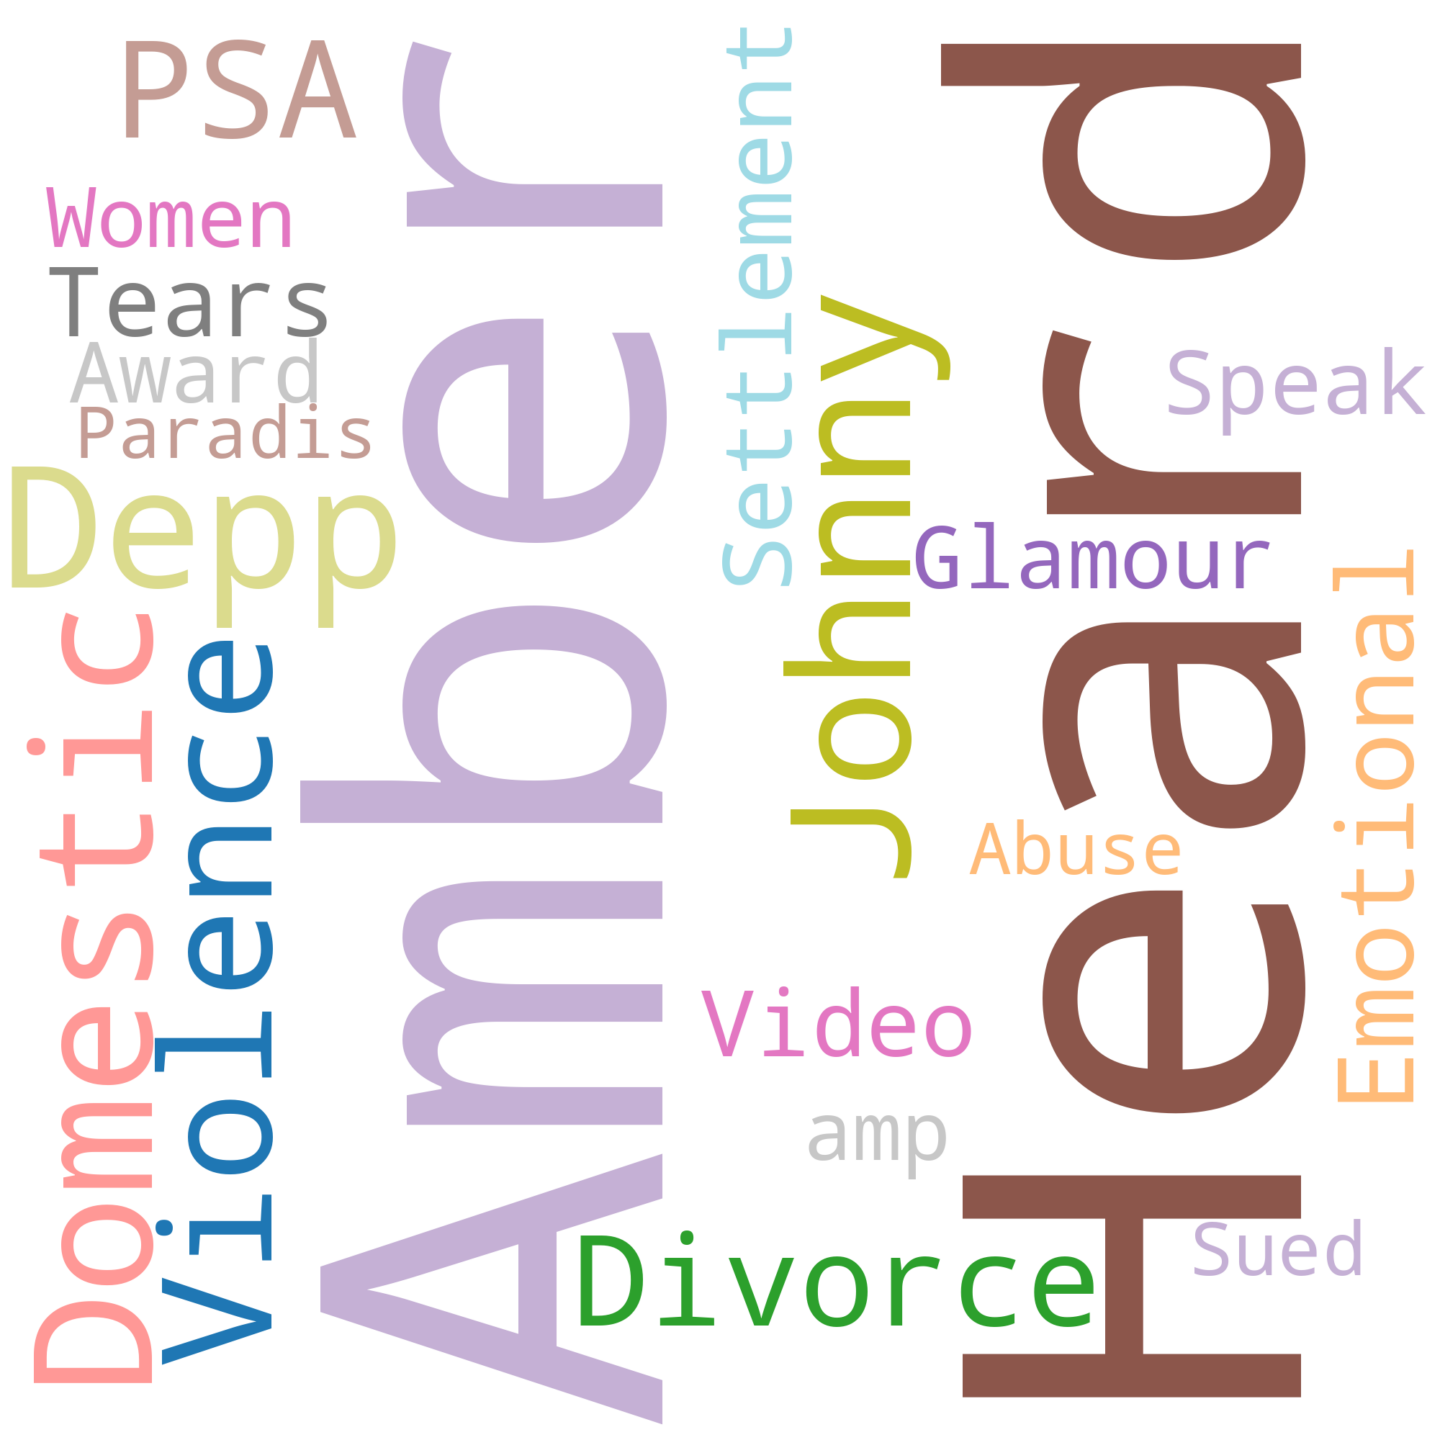 PSA
Women
Tears
Award
Paradis
Depp
Domestic
Violence
Amber
Settlement
Johnny
Heard
Speak
Glamour
Emotional
Abuse
Video
amp
Divorce
Sued